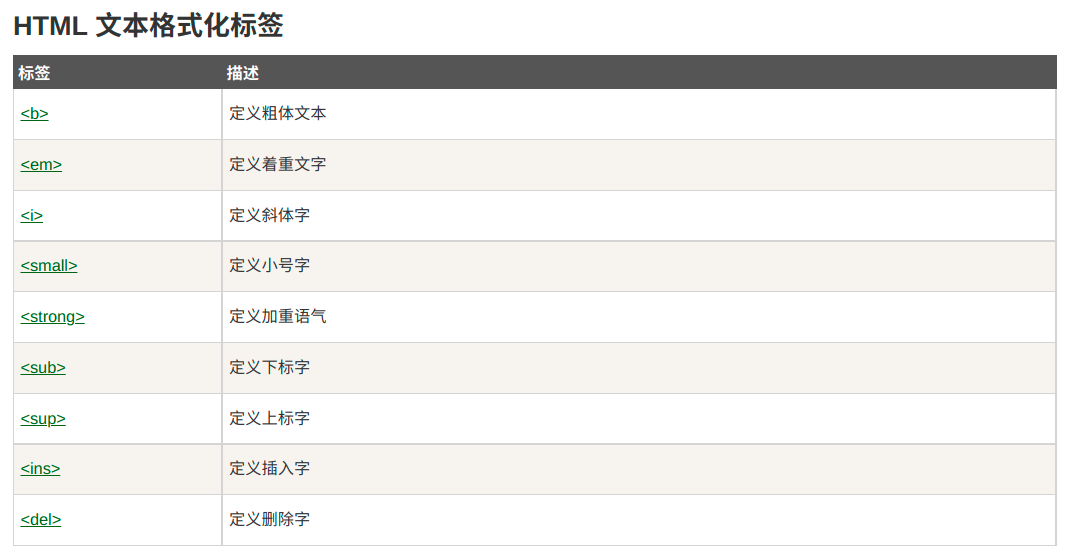 HTML 文本格式化标签
标签 描述
<b> 定义粗体文本
<em> 定义着重文字
<i> 定义斜体字
<small> 定义小号字
<strong> 定义加重语气
<sub> 定义下标字
<sup> 定义上标字
<ins> 定义插入字
<del> 定义删除字